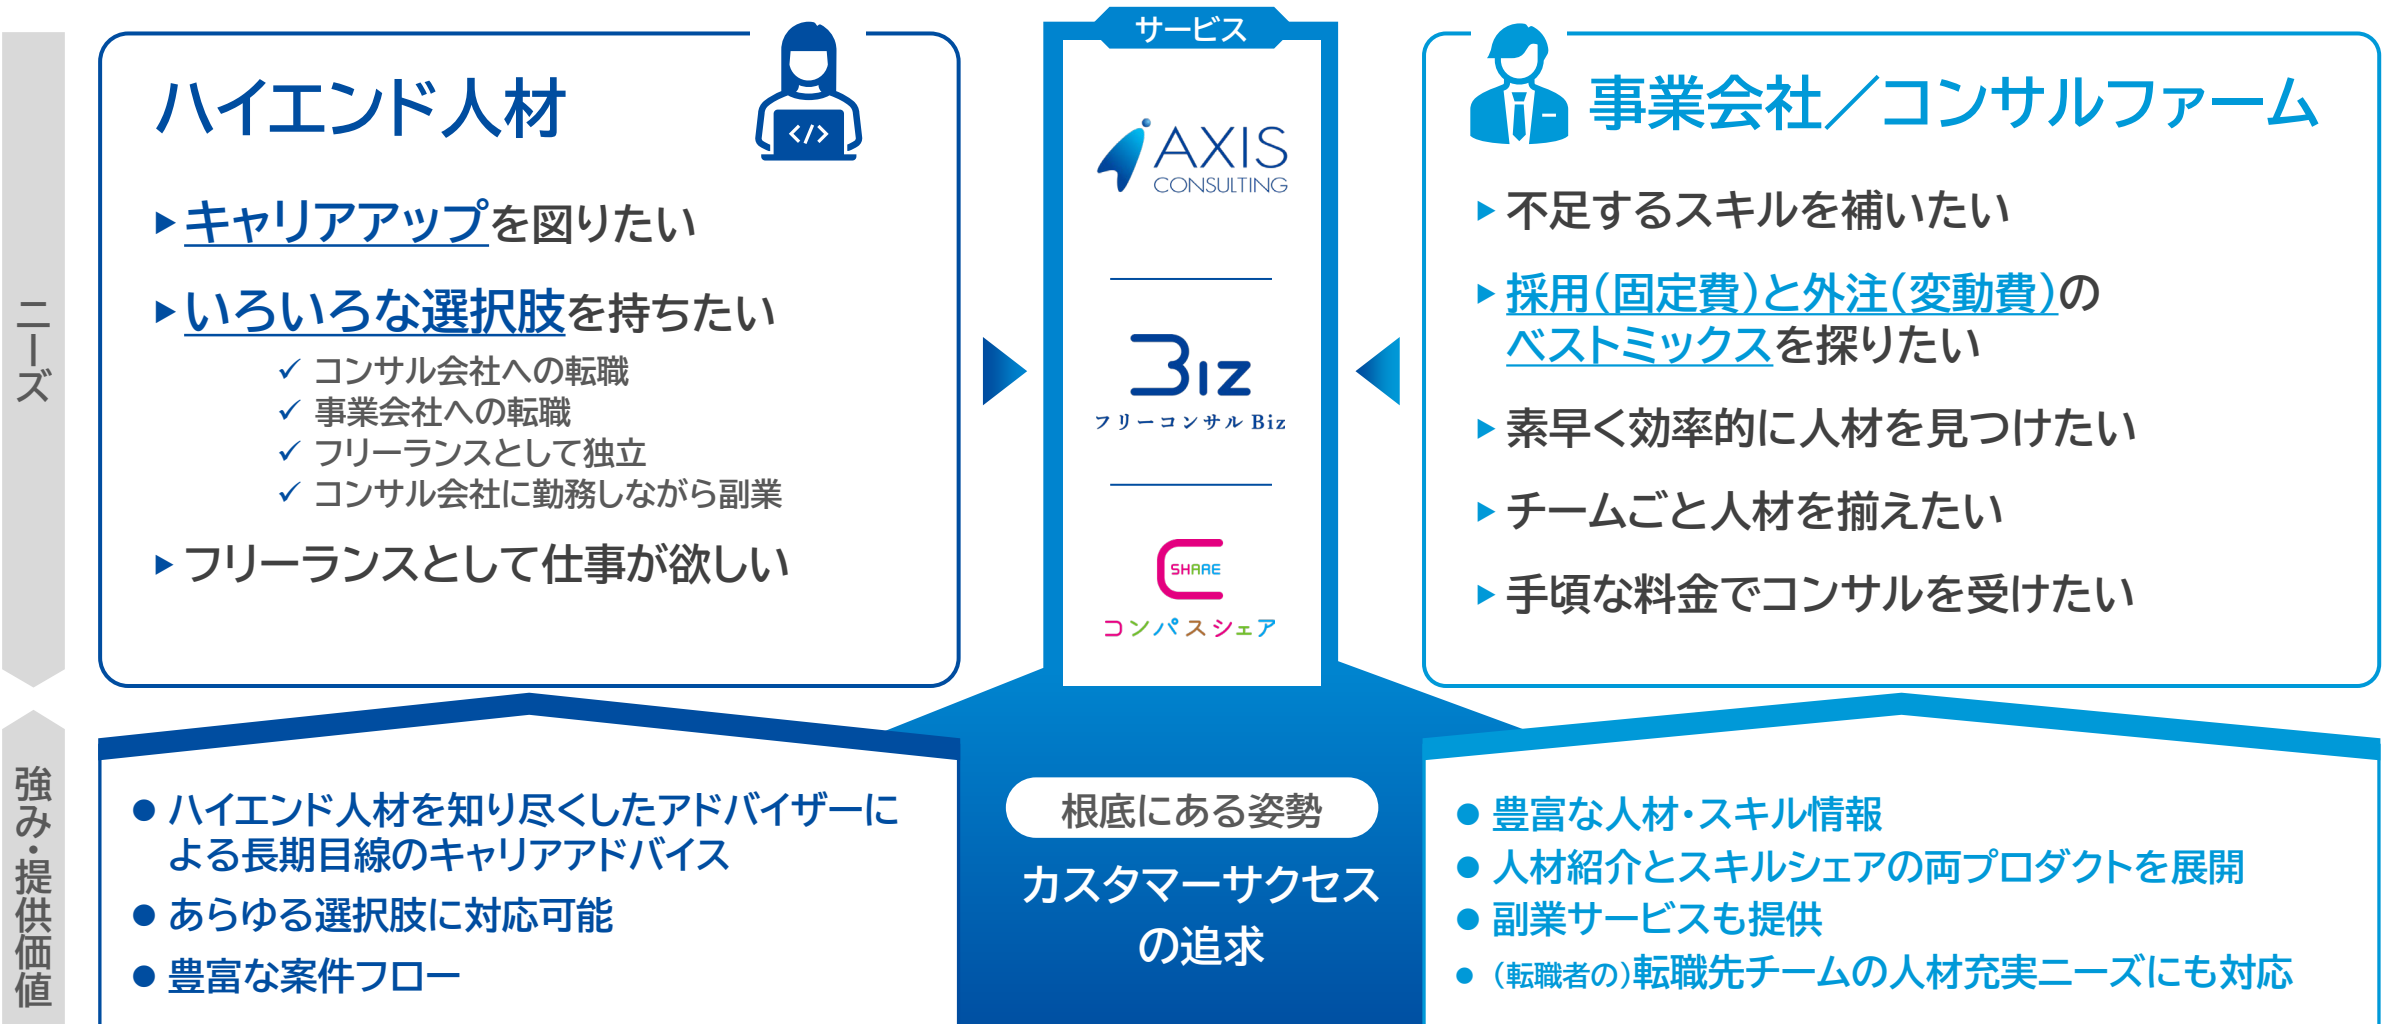 ニーズ
ハイエンド人材
キャリアアップを図りたい
いろいろな選択肢を持ちたい
✓ コンサル会社への転職
✓ 事業会社への転職
✓ フリーランスとして独立
✓ コンサル会社に勤務しながら副業
フリーランスとして仕事が欲しい
サービス
</>
AXIS
CONSULTING
Biz
フリーコンサル Biz
SHARE
コンパスシェア
事業会社／コンサルファーム
不足するスキルを補いたい
採用(固定費)と外注(変動費)の
ベストミックスを探りたい
素早く効率的に人材を見つけたい
チームごと人材を揃えたい
手頃な料金でコンサルを受けたい
強み・提供価値
● ハイエンド人材を知り尽くしたアドバイザーに
よる長期目線のキャリアアドバイス
● あらゆる選択肢に対応可能
● 豊富な案件フロー
根底にある姿勢
カスタマーサクセス
の追求
● 豊富な人材・スキル情報
● 人材紹介とスキルシェアの両プロダクトを展開
● 副業サービスも提供
● (転職者の)転職先チームの人材充実ニーズにも対応